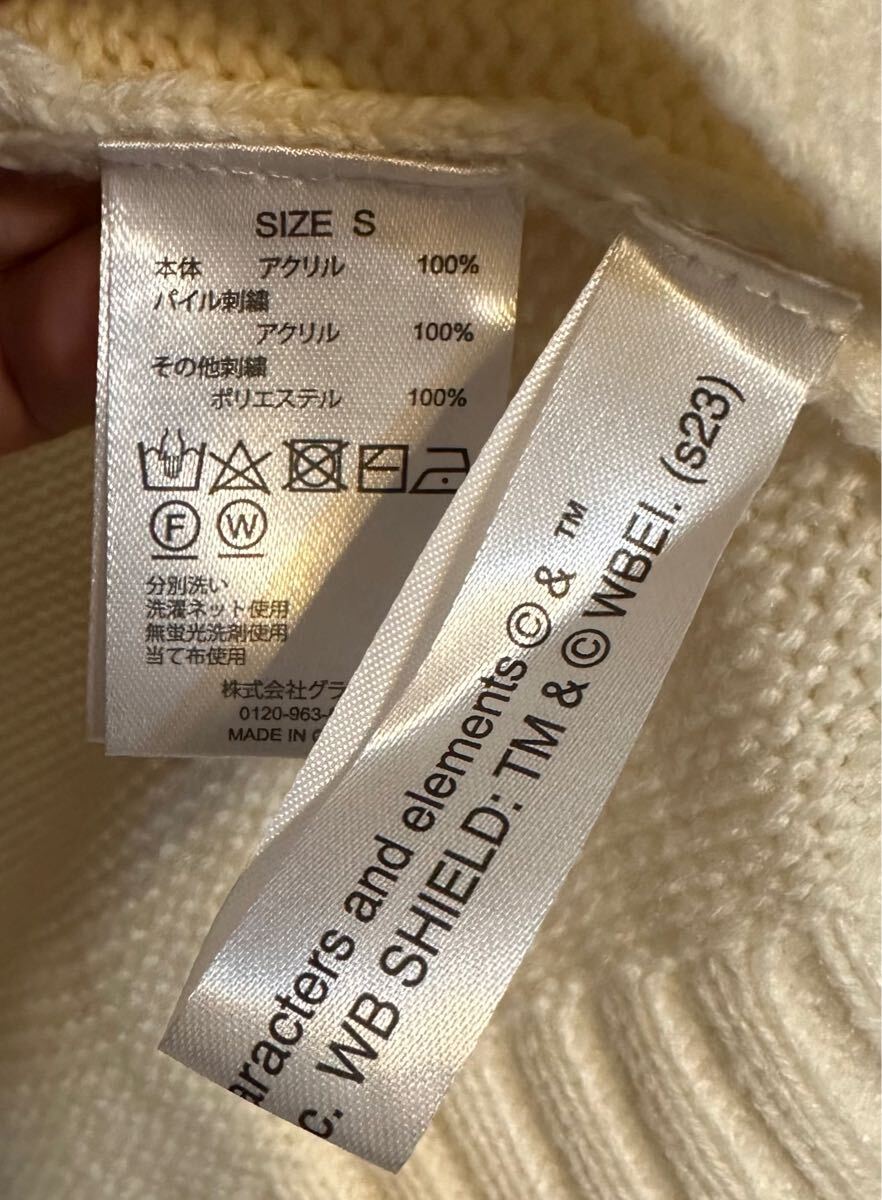 SIZE S
本体 アクリル 100%
パイル刺繍
アクリル 100%
その他刺繍
ポリエステル 100%
F W
分別洗い
洗濯ネット使用
無蛍光洗剤使用
当て布使用
株式会社グラ
0120-963-
MADE IN
aracters and elements © & ™
c. WB SHIELD: TM & © WBEI. (s23)